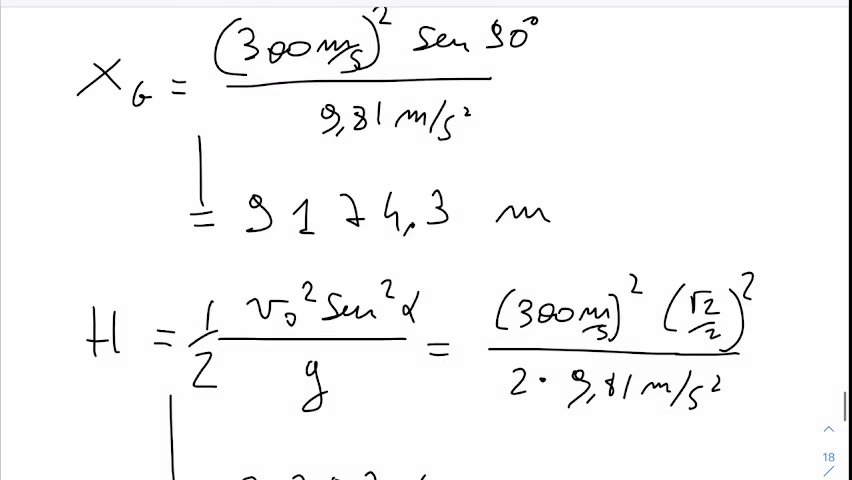 X_G = (300 m/s)² sen 90° / 9,81 m/s²
= 9174,3 m
H = 1/2 v₀² sen² α / g = (300 m/s)² (√2/2)² / 2 · 9,81 m/s²
18